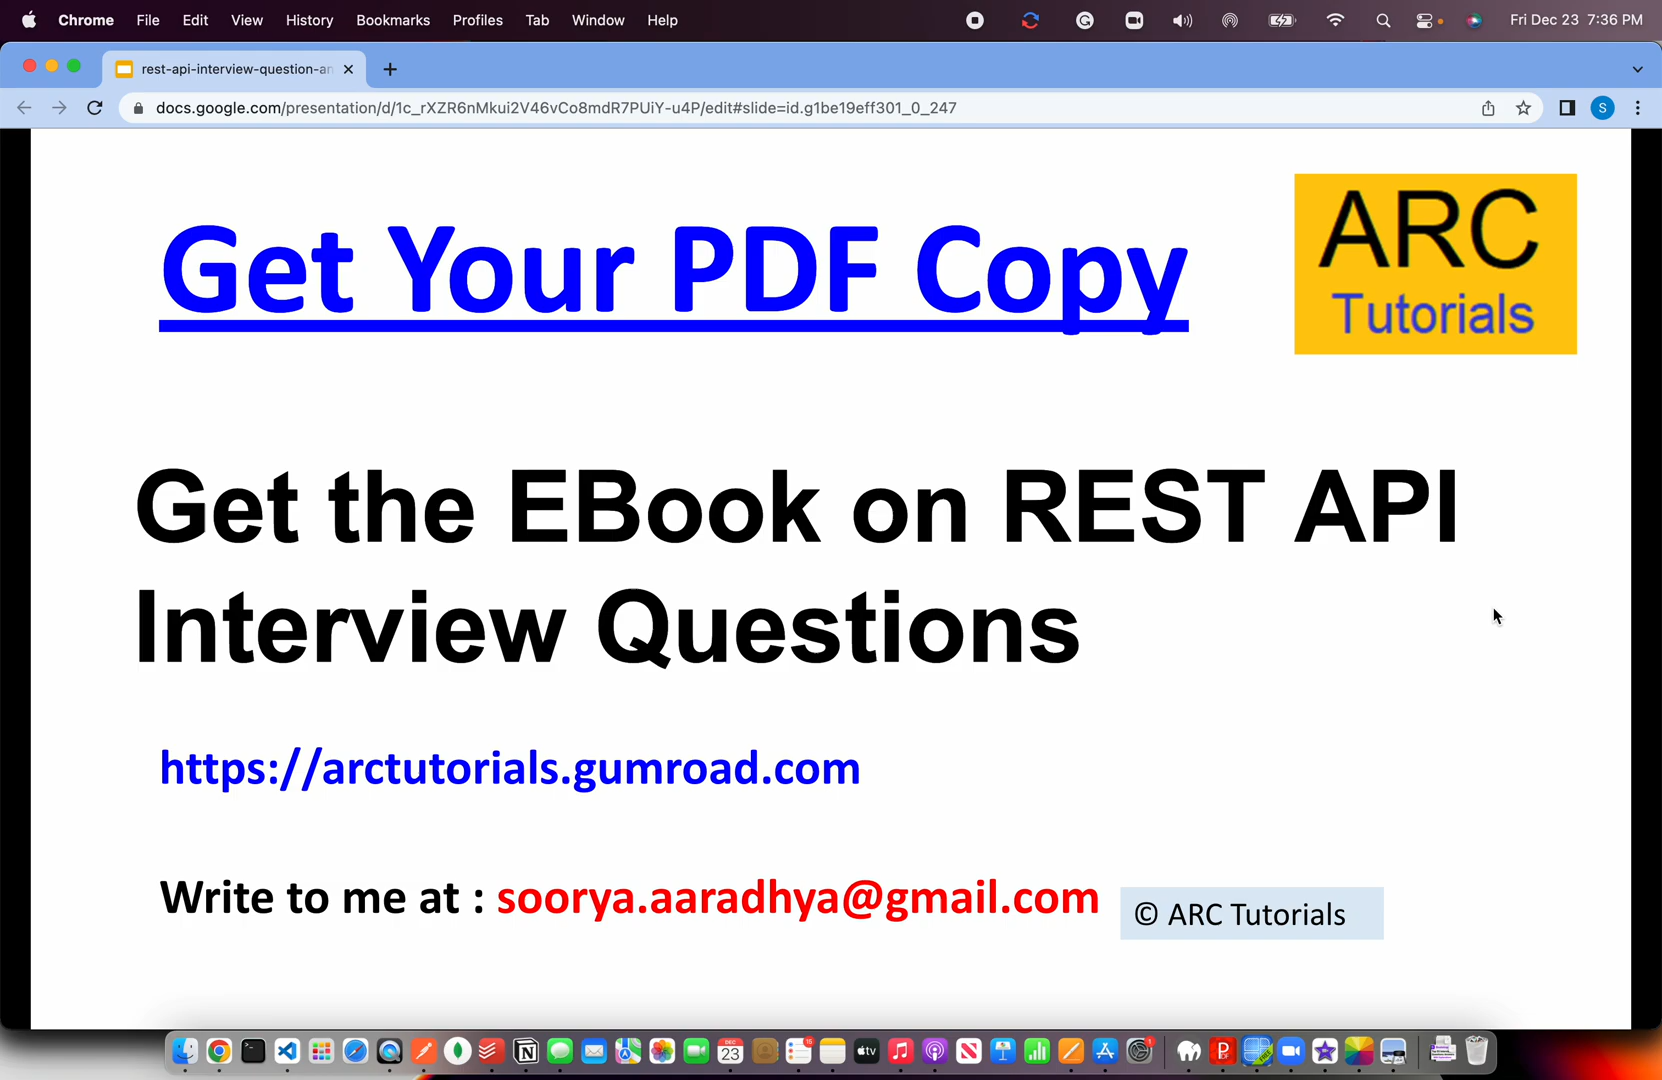 Chrome File Edit View History Bookmarks Profiles Tab Window Help Fri Dec 23 7:36 PM
rest-api-interview-question-an
docs.google.com/presentation/d/1c_rXZR6nMkui2V46vCo8mdR7PUiY-u4P/edit#slide=id.g1be19eff301_0_247
S
Get Your PDF Copy
ARC
Tutorials
Get the EBook on REST API
Interview Questions
https://arctutorials.gumroad.com
Write to me at : soorya.aaradhya@gmail.com
© ARC Tutorials
DEC
23
tv